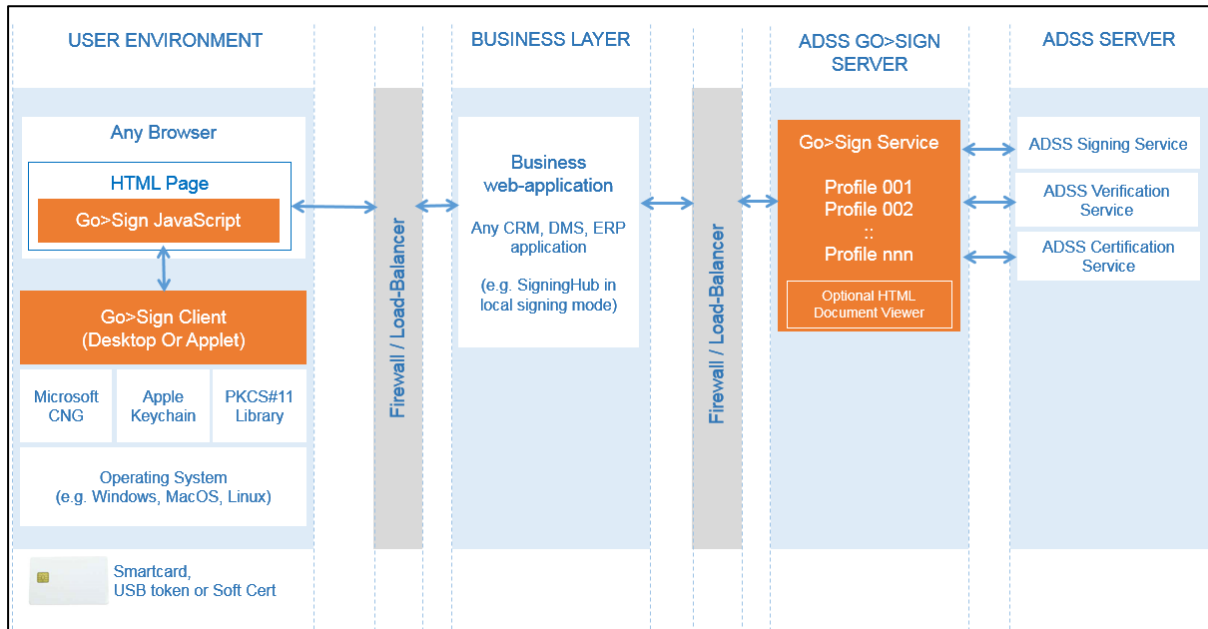 USER ENVIRONMENT
BUSINESS LAYER
ADSS GO>SIGN
SERVER
ADSS SERVER
Any Browser
HTML Page
Go>Sign JavaScript
Go>Sign Client
(Desktop Or Applet)
Microsoft
CNG
Apple
Keychain
PKCS#11
Library
Operating System
(e.g. Windows, MacOS, Linux)
Smartcard,
USB token or Soft Cert
Firewall / Load-Balancer
Business
web-application
Any CRM, DMS, ERP
application
(e.g. SigningHub in
local signing mode)
Firewall / Load-Balancer
Go>Sign Service
Profile 001
Profile 002
::
Profile nnn
Optional HTML
Document Viewer
ADSS Signing Service
ADSS Verification
Service
ADSS Certification
Service